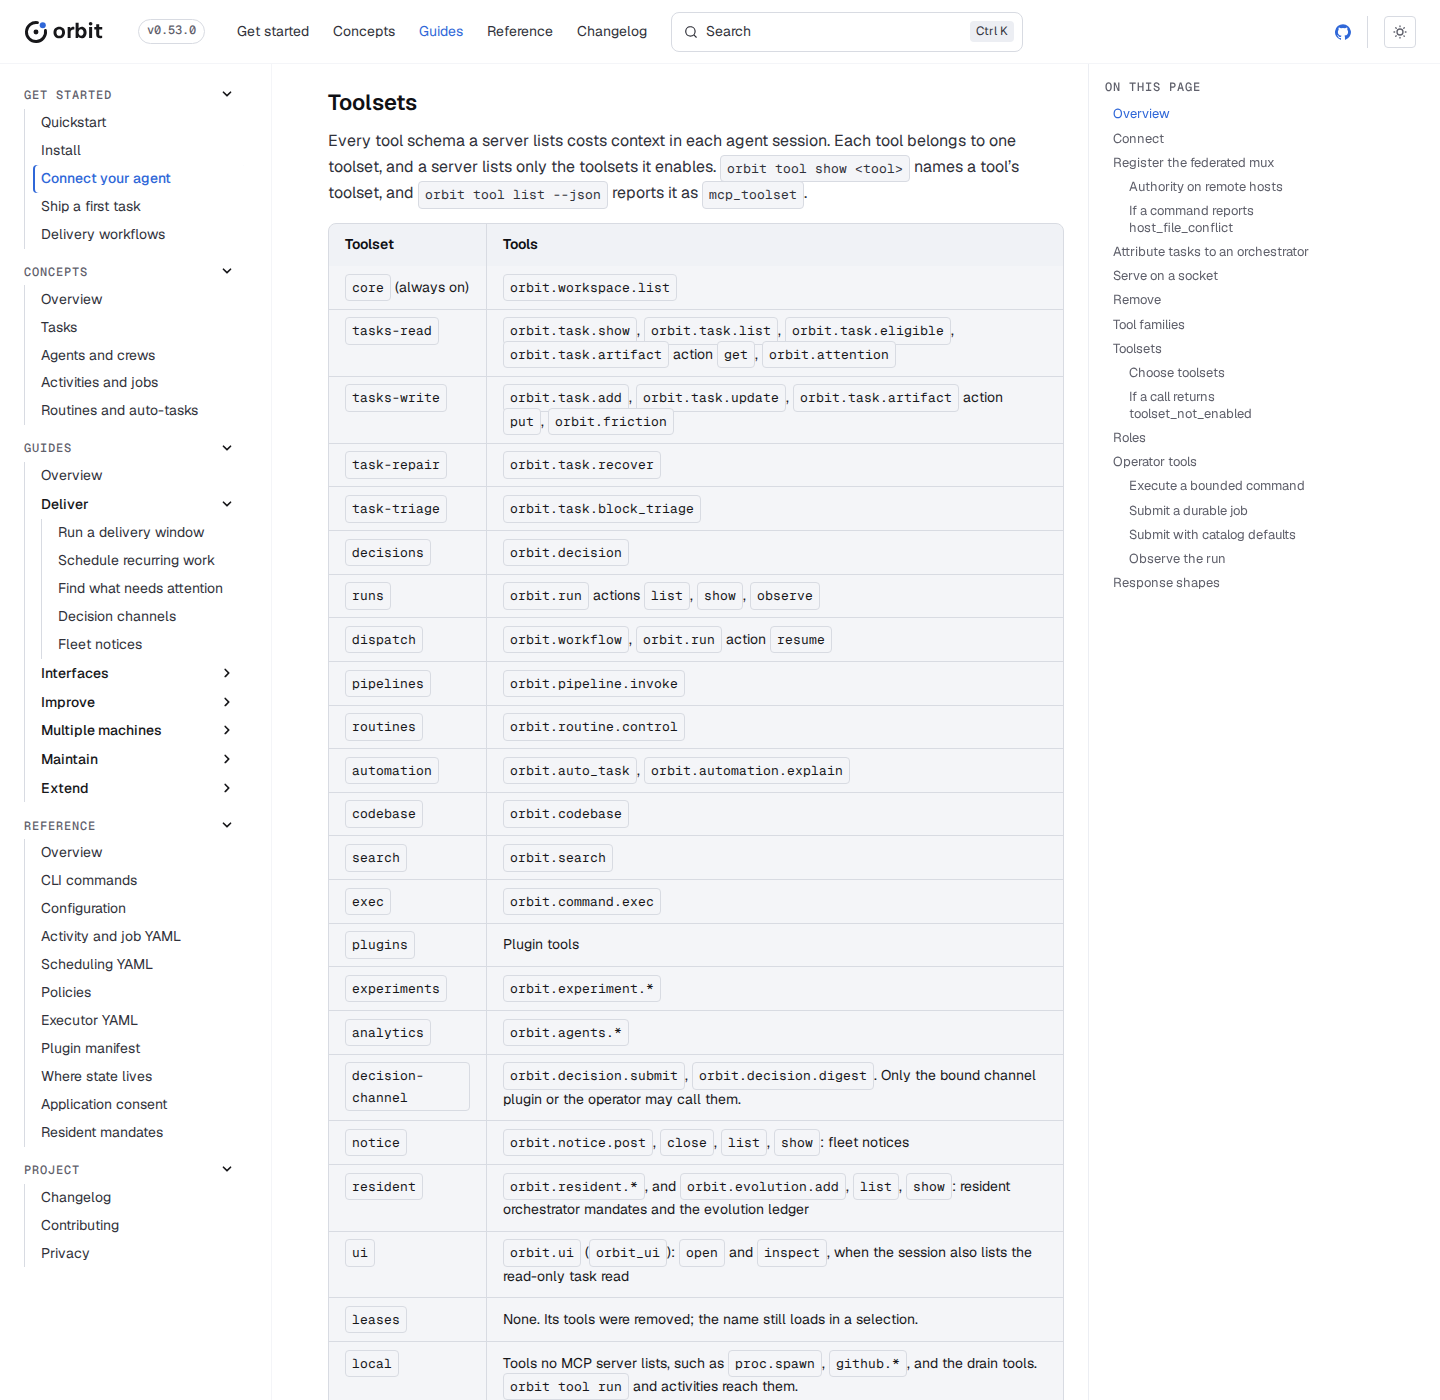 orbit
v0.53.0
Get started
Concepts
Guides
Reference
Changelog
Search
Ctrl K
GET STARTED
Quickstart
Install
Connect your agent
Ship a first task
Delivery workflows
CONCEPTS
Overview
Tasks
Agents and crews
Activities and jobs
Routines and auto-tasks
GUIDES
Overview
Deliver
Run a delivery window
Schedule recurring work
Find what needs attention
Decision channels
Fleet notices
Interfaces
Improve
Multiple machines
Maintain
Extend
REFERENCE
Overview
CLI commands
Configuration
Activity and job YAML
Scheduling YAML
Policies
Executor YAML
Plugin manifest
Where state lives
Application consent
Resident mandates
PROJECT
Changelog
Contributing
Privacy
Toolsets
Every tool schema a server lists costs context in each agent session. Each tool belongs to one
toolset, and a server lists only the toolsets it enables. orbit tool show <tool> names a tool's
toolset, and orbit tool list --json reports it as mcp_toolset.
Toolset Tools
core (always on) orbit.workspace.list
tasks-read orbit.task.show, orbit.task.list, orbit.task.eligible,
orbit.task.artifact action get, orbit.attention
tasks-write orbit.task.add, orbit.task.update, orbit.task.artifact action
put, orbit.friction
task-repair orbit.task.recover
task-triage orbit.task.block_triage
decisions orbit.decision
runs orbit.run actions list, show, observe
dispatch orbit.workflow, orbit.run action resume
pipelines orbit.pipeline.invoke
routines orbit.routine.control
automation orbit.auto_task, orbit.automation.explain
codebase orbit.codebase
search orbit.search
exec orbit.command.exec
plugins Plugin tools
experiments orbit.experiment.*
analytics orbit.agents.*
decision-
channel
orbit.decision.submit, orbit.decision.digest. Only the bound channel
plugin or the operator may call them.
notice orbit.notice.post, close, list, show: fleet notices
resident orbit.resident.*, and orbit.evolution.add, list, show: resident
orchestrator mandates and the evolution ledger
ui orbit.ui (orbit_ui): open and inspect, when the session also lists the
read-only task read
leases None. Its tools were removed; the name still loads in a selection.
local Tools no MCP server lists, such as proc.spawn, github.*, and the drain tools.
orbit tool run and activities reach them.
ON THIS PAGE
Overview
Connect
Register the federated mux
Authority on remote hosts
If a command reports
host_file_conflict
Attribute tasks to an orchestrator
Serve on a socket
Remove
Tool families
Toolsets
Choose toolsets
If a call returns
toolset_not_enabled
Roles
Operator tools
Execute a bounded command
Submit a durable job
Submit with catalog defaults
Observe the run
Response shapes